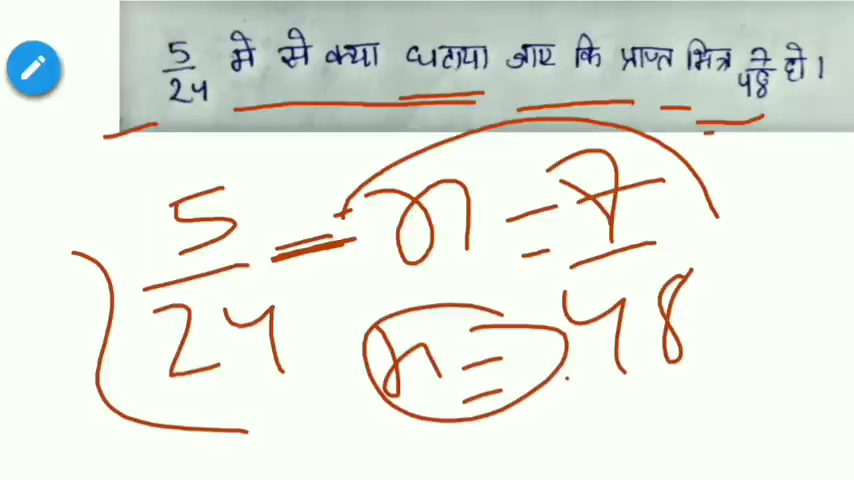 5/24 मे से क्या घटाया जाए कि प्राप्त भिन्न 7/48 हो।
5/24 - x = 7/48
x =